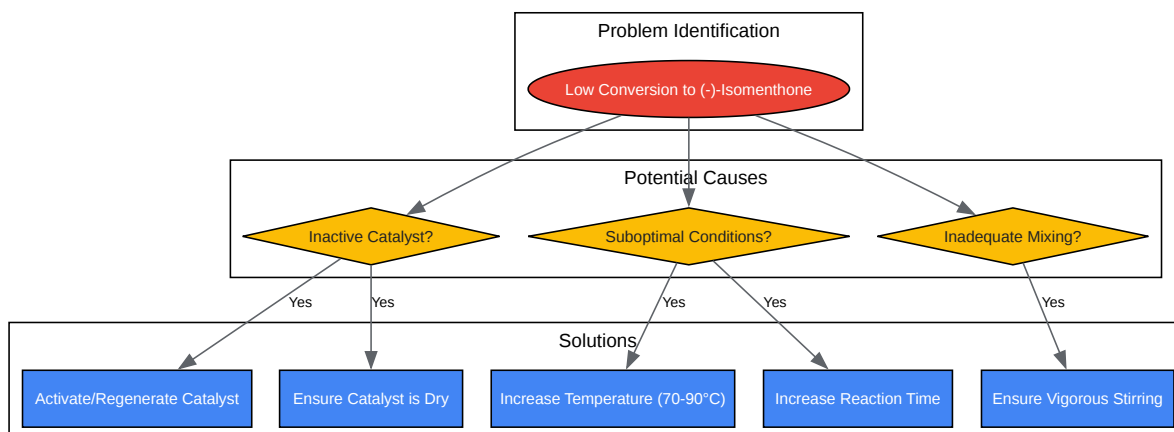 Problem Identification
Low Conversion to (-)-Isomenthone
Potential Causes
Inactive Catalyst?
Suboptimal Conditions?
Inadequate Mixing?
Yes
Yes
Yes
Yes
Yes
Solutions
Activate/Regenerate Catalyst
Ensure Catalyst is Dry
Increase Temperature (70-90°C)
Increase Reaction Time
Ensure Vigorous Stirring